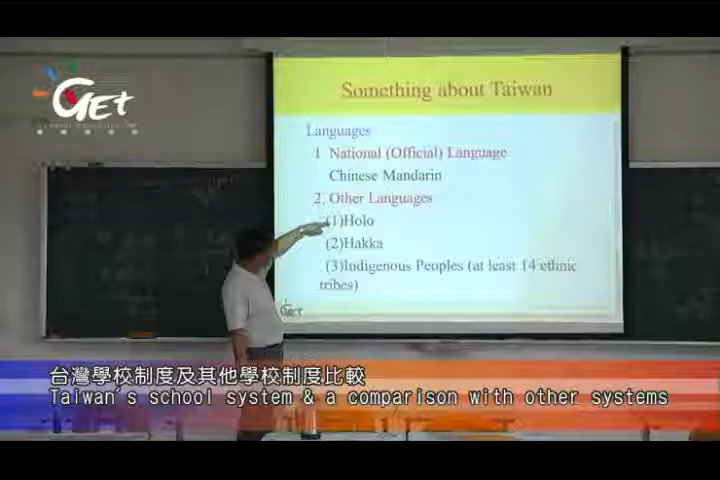 GEt
Something about Taiwan
Languages
1 National (Official) Language
Chinese Mandarin
2. Other Languages
(1)Holo
(2)Hakka
(3)Indigenous Peoples (at least 14 ethnic
tribes)
GEt
台灣學校制度及其他學校制度比較
Taiwan's school system & a comparison with other systems